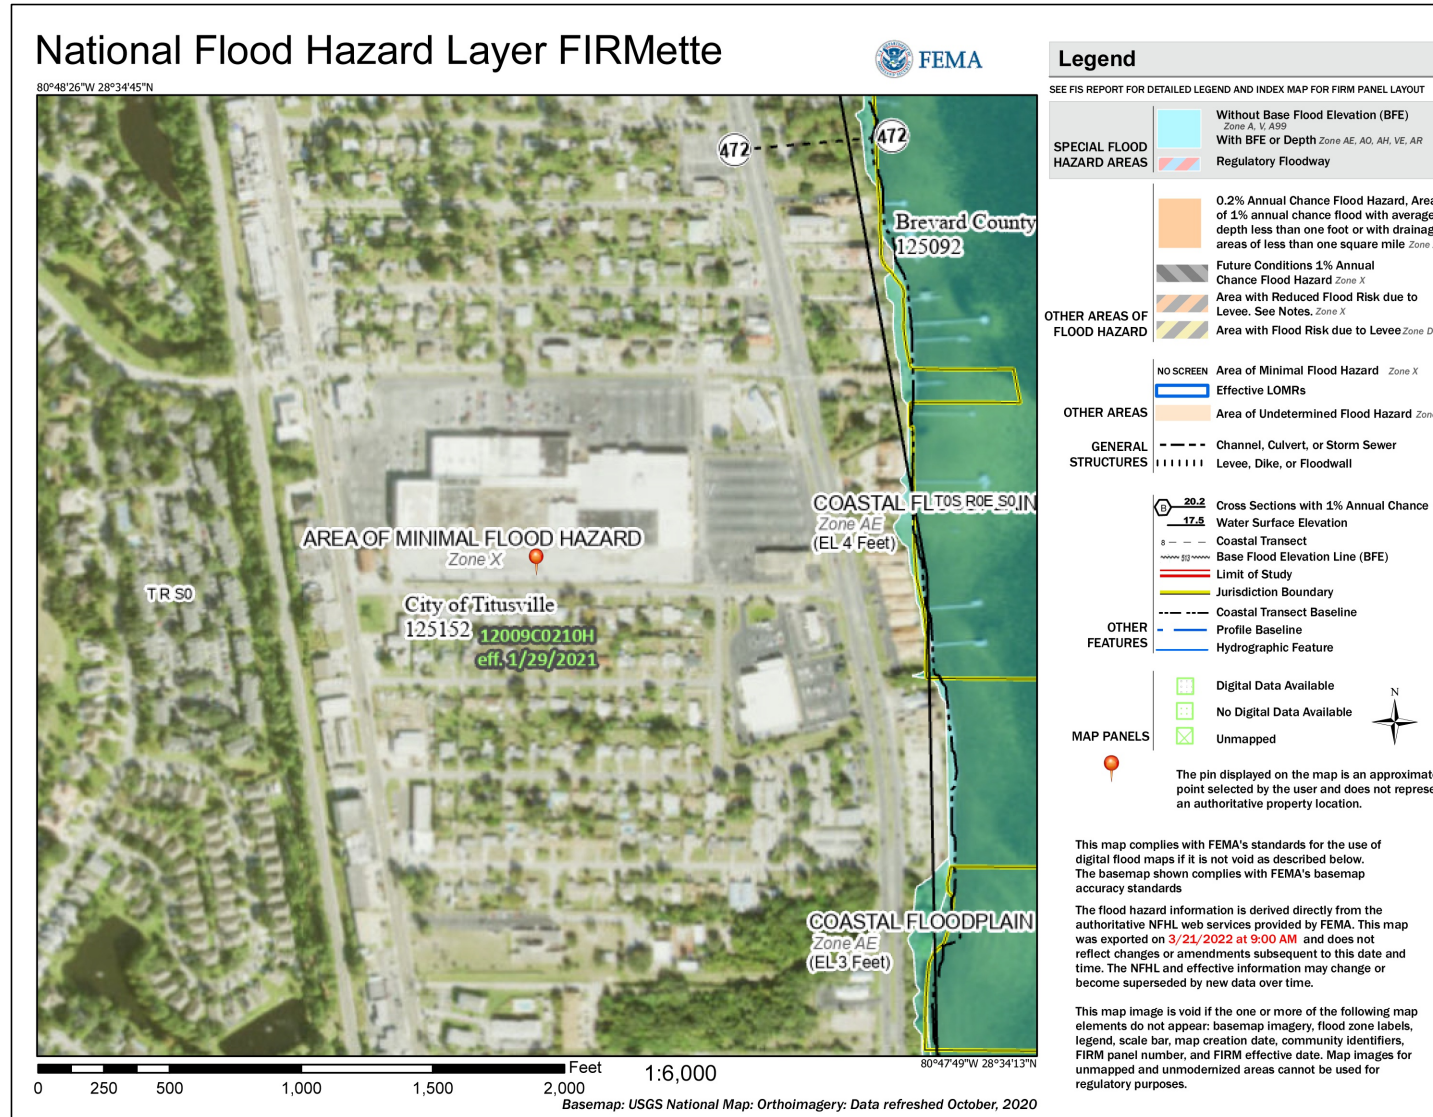 National Flood Hazard Layer FIRMette
FEMA
80°48'26"W 28°34'45"N
472
472
Brevard County
125092
COASTAL FL
T0S R0E S0
IN
Zone AE
(EL 4 Feet)
AREA OF MINIMAL FLOOD HAZARD
Zone X
T R S0
City of Titusville
125152
12009C0210H
eff. 1/29/2021
COASTAL FLOODPLAIN
Zone AE
(EL 3 Feet)
80°47'49"W 28°34'13"N
Feet
1:6,000
0
250
500
1,000
1,500
2,000
Basemap: USGS National Map: Orthoimagery: Data refreshed October, 2020
Legend
SEE FIS REPORT FOR DETAILED LEGEND AND INDEX MAP FOR FIRM PANEL LAYOUT
SPECIAL FLOOD
HAZARD AREAS
Without Base Flood Elevation (BFE)
Zone A, V, A99
With BFE or Depth Zone AE, AO, AH, VE, AR
Regulatory Floodway
0.2% Annual Chance Flood Hazard, Area
of 1% annual chance flood with average
depth less than one foot or with drainag
areas of less than one square mile Zone
Future Conditions 1% Annual
Chance Flood Hazard Zone X
Area with Reduced Flood Risk due to
Levee. See Notes. Zone X
Area with Flood Risk due to Levee Zone D
OTHER AREAS OF
FLOOD HAZARD
NO SCREEN Area of Minimal Flood Hazard Zone X
Effective LOMRs
OTHER AREAS
Area of Undetermined Flood Hazard Zon
GENERAL
STRUCTURES
Channel, Culvert, or Storm Sewer
Levee, Dike, or Floodwall
B 20.2 Cross Sections with 1% Annual Chance
17.5 Water Surface Elevation
8 Coastal Transect
513 Base Flood Elevation Line (BFE)
Limit of Study
Jurisdiction Boundary
Coastal Transect Baseline
OTHER
FEATURES
Profile Baseline
Hydrographic Feature
Digital Data Available
No Digital Data Available
Unmapped
MAP PANELS
N
The pin displayed on the map is an approximat
point selected by the user and does not represe
an authoritative property location.
This map complies with FEMA's standards for the use of
digital flood maps if it is not void as described below.
The basemap shown complies with FEMA's basemap
accuracy standards
The flood hazard information is derived directly from the
authoritative NFHL web services provided by FEMA. This map
was exported on 3/21/2022 at 9:00 AM and does not
reflect changes or amendments subsequent to this date and
time. The NFHL and effective information may change or
become superseded by new data over time.
This map image is void if the one or more of the following map
elements do not appear: basemap imagery, flood zone labels,
legend, scale bar, map creation date, community identifiers,
FIRM panel number, and FIRM effective date. Map images for
unmapped and unmodernized areas cannot be used for
regulatory purposes.